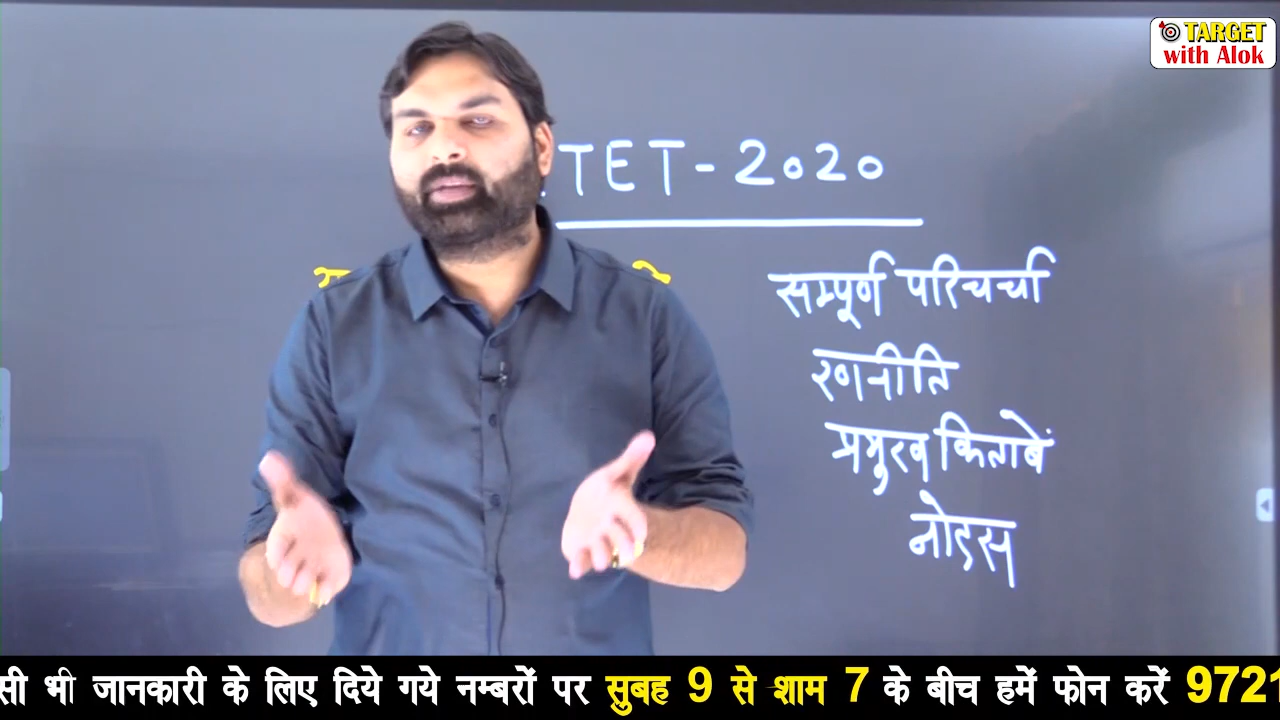 TARGET
with Alok
TET-2020
सम्पूर्ण परिचर्चा
रणनीति
प्रमुख किताबें
नोट्स
सी भी जानकारी के लिए दिये गये नम्बरों पर सुबह 9 से शाम 7 के बीच हमें फोन करें 9721